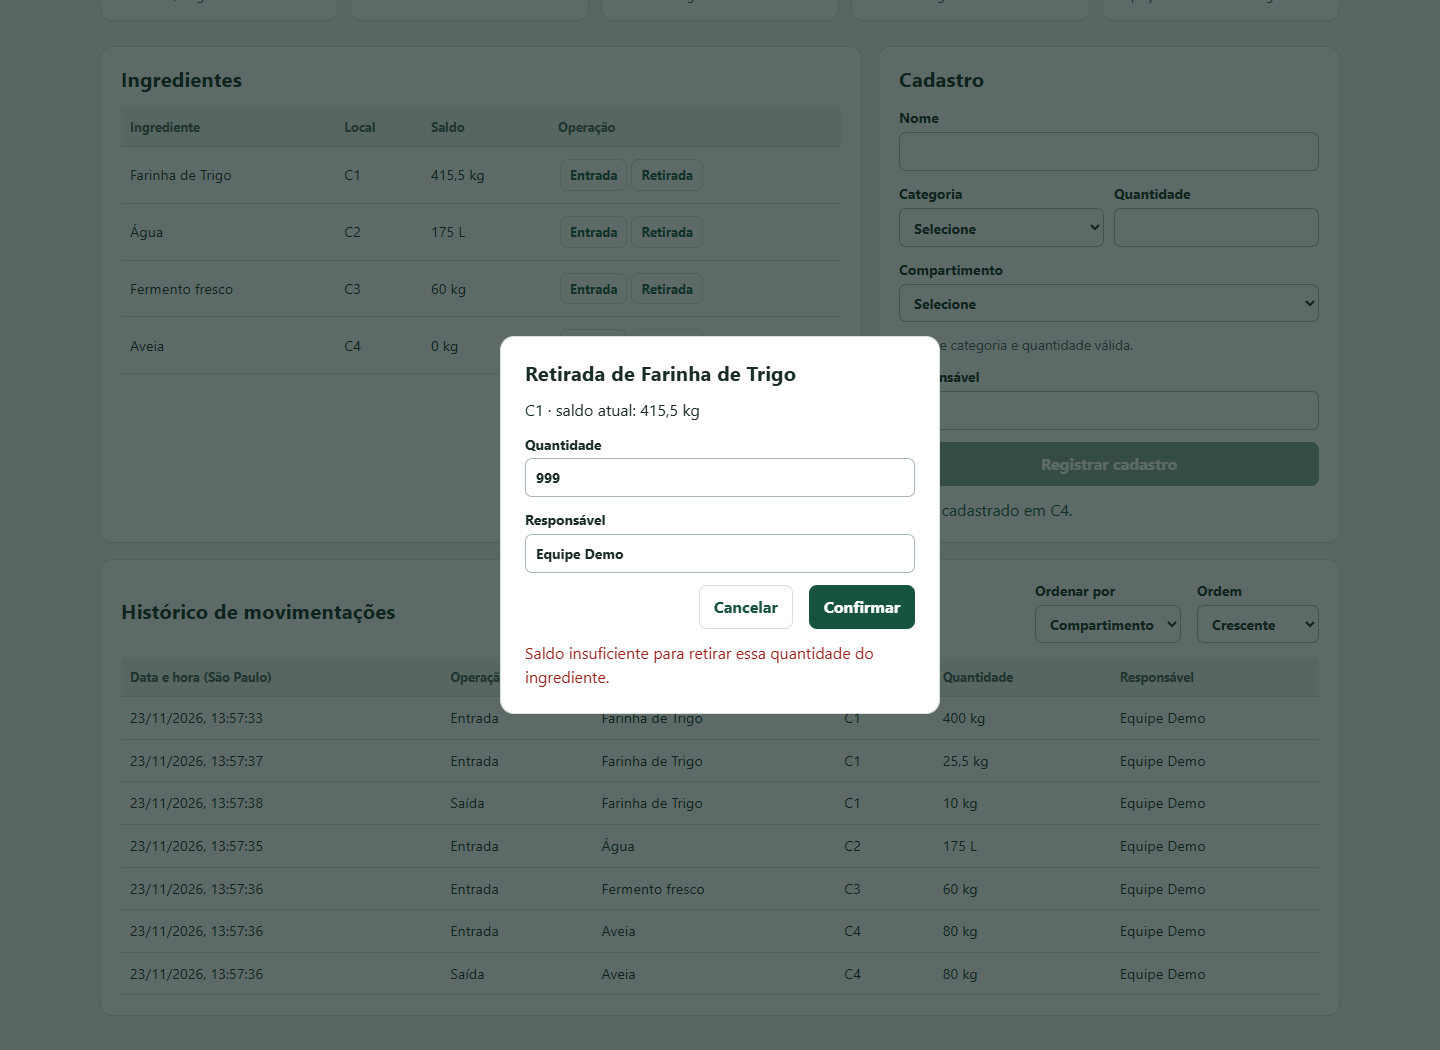 Ingredientes
Ingrediente Local Saldo Operação
Farinha de Trigo C1 415,5 kg Entrada Retirada
Água C2 175 L Entrada Retirada
Fermento fresco C3 60 kg Entrada Retirada
Aveia C4 0 kg
Cadastro
Nome
Categoria Quantidade
Selecione
Compartimento
Selecione
e categoria e quantidade válida.
nsável
Registrar cadastro
cadastrado em C4.
Retirada de Farinha de Trigo
C1 · saldo atual: 415,5 kg
Quantidade
999
Responsável
Equipe Demo
Cancelar Confirmar
Saldo insuficiente para retirar essa quantidade do
ingrediente.
Histórico de movimentações
Ordenar por Ordem
Compartimento Crescente
Data e hora (São Paulo) Operaçã Quantidade Responsável
23/11/2026, 13:57:33 Entrada Farinha de Trigo C1 400 kg Equipe Demo
23/11/2026, 13:57:37 Entrada Farinha de Trigo C1 25,5 kg Equipe Demo
23/11/2026, 13:57:38 Saída Farinha de Trigo C1 10 kg Equipe Demo
23/11/2026, 13:57:35 Entrada Água C2 175 L Equipe Demo
23/11/2026, 13:57:36 Entrada Fermento fresco C3 60 kg Equipe Demo
23/11/2026, 13:57:36 Entrada Aveia C4 80 kg Equipe Demo
23/11/2026, 13:57:36 Saída Aveia C4 80 kg Equipe Demo